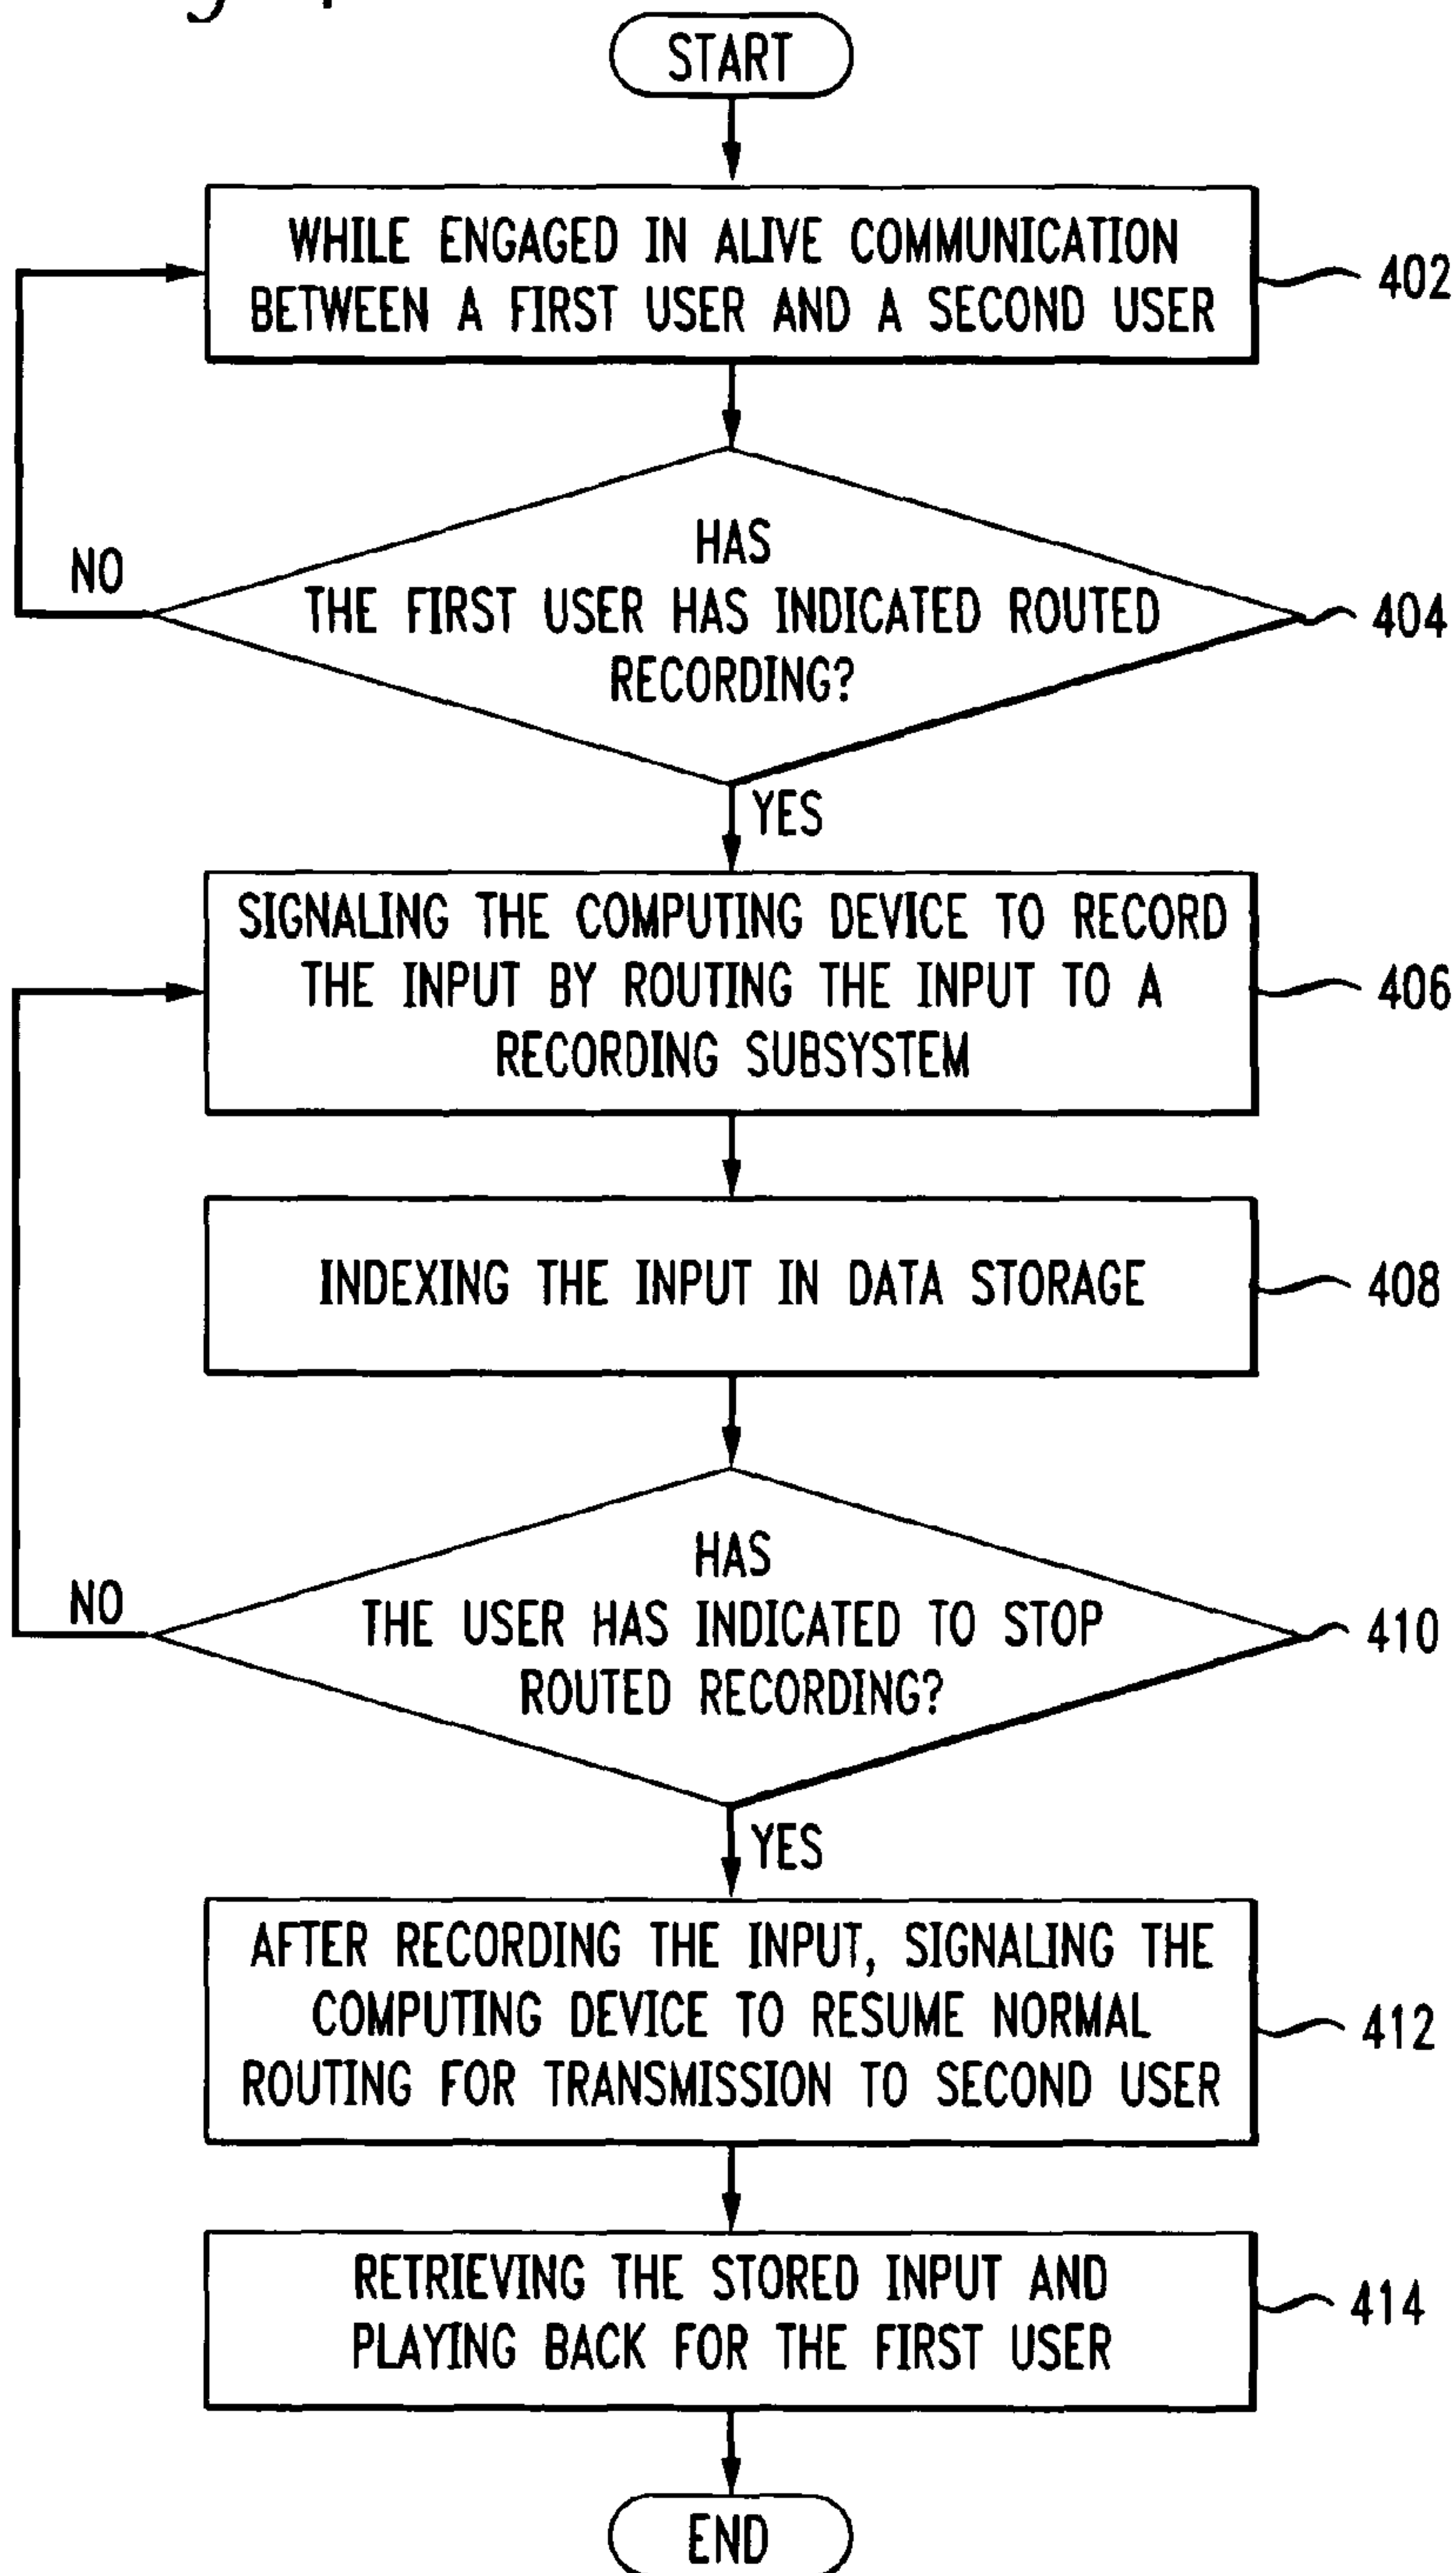 START
WHILE ENGAGED IN ALIVE COMMUNICATION
BETWEEN A FIRST USER AND A SECOND USER
402
HAS
THE FIRST USER HAS INDICATED ROUTED
RECORDING?
404
NO
YES
SIGNALING THE COMPUTING DEVICE TO RECORD
THE INPUT BY ROUTING THE INPUT TO A
RECORDING SUBSYSTEM
406
INDEXING THE INPUT IN DATA STORAGE
408
HAS
THE USER HAS INDICATED TO STOP
ROUTED RECORDING?
410
NO
YES
AFTER RECORDING THE INPUT, SIGNALING THE
COMPUTING DEVICE TO RESUME NORMAL
ROUTING FOR TRANSMISSION TO SECOND USER
412
RETRIEVING THE STORED INPUT AND
PLAYING BACK FOR THE FIRST USER
414
END